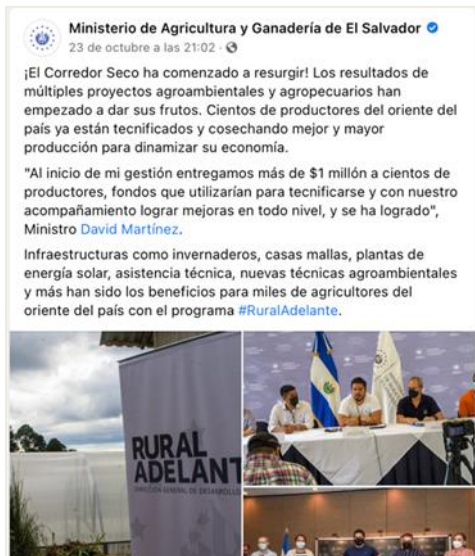 Ministerio de Agricultura y Ganadería de El Salvador
23 de octubre a las 21:02 ·
¡El Corredor Seco ha comenzado a resurgir! Los resultados de
múltiples proyectos agroambientales y agropecuarios han
empezado a dar sus frutos. Cientos de productores del oriente del
país ya están tecnificados y cosechando mejor y mayor
producción para dinamizar su economía.
"Al inicio de mi gestión entregamos más de $1 millón a cientos de
productores, fondos que utilizarían para tecnificarse y con nuestro
acompañamiento lograr mejoras en todo nivel, y se ha logrado",
Ministro David Martínez.
Infraestructuras como invernaderos, casas mallas, plantas de
energía solar, asistencia técnica, nuevas técnicas agroambientales
y más han sido los beneficios para miles de agricultores del
oriente del país con el programa #RuralAdelante.
RURAL
ADELANT
DIRECCIÓN GENERAL DE DESARROLLO